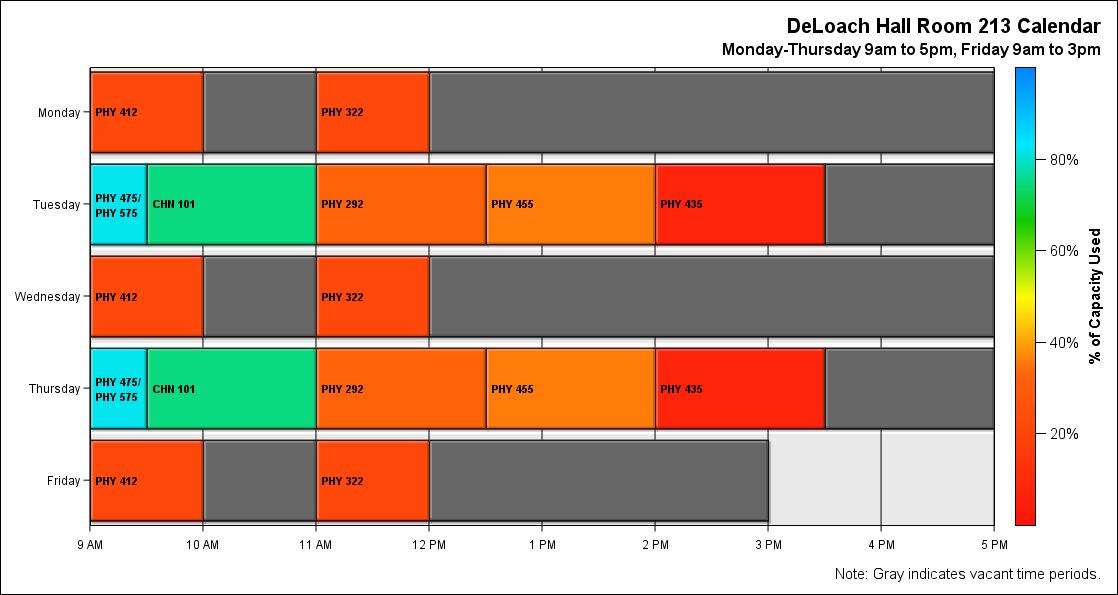 DeLoach Hall Room 213 Calendar
Monday-Thursday 9am to 5pm, Friday 9am to 3pm
Monday
PHY 412
PHY 322
Tuesday
PHY 475/
PHY 575
CHN 101
PHY 292
PHY 455
PHY 435
Wednesday
PHY 412
PHY 322
Thursday
PHY 475/
PHY 575
CHN 101
PHY 292
PHY 455
PHY 435
Friday
PHY 412
PHY 322
9 AM
10 AM
11 AM
12 PM
1 PM
2 PM
3 PM
4 PM
5 PM
80%
60%
40%
20%
% of Capacity Used
Note: Gray indicates vacant time periods.